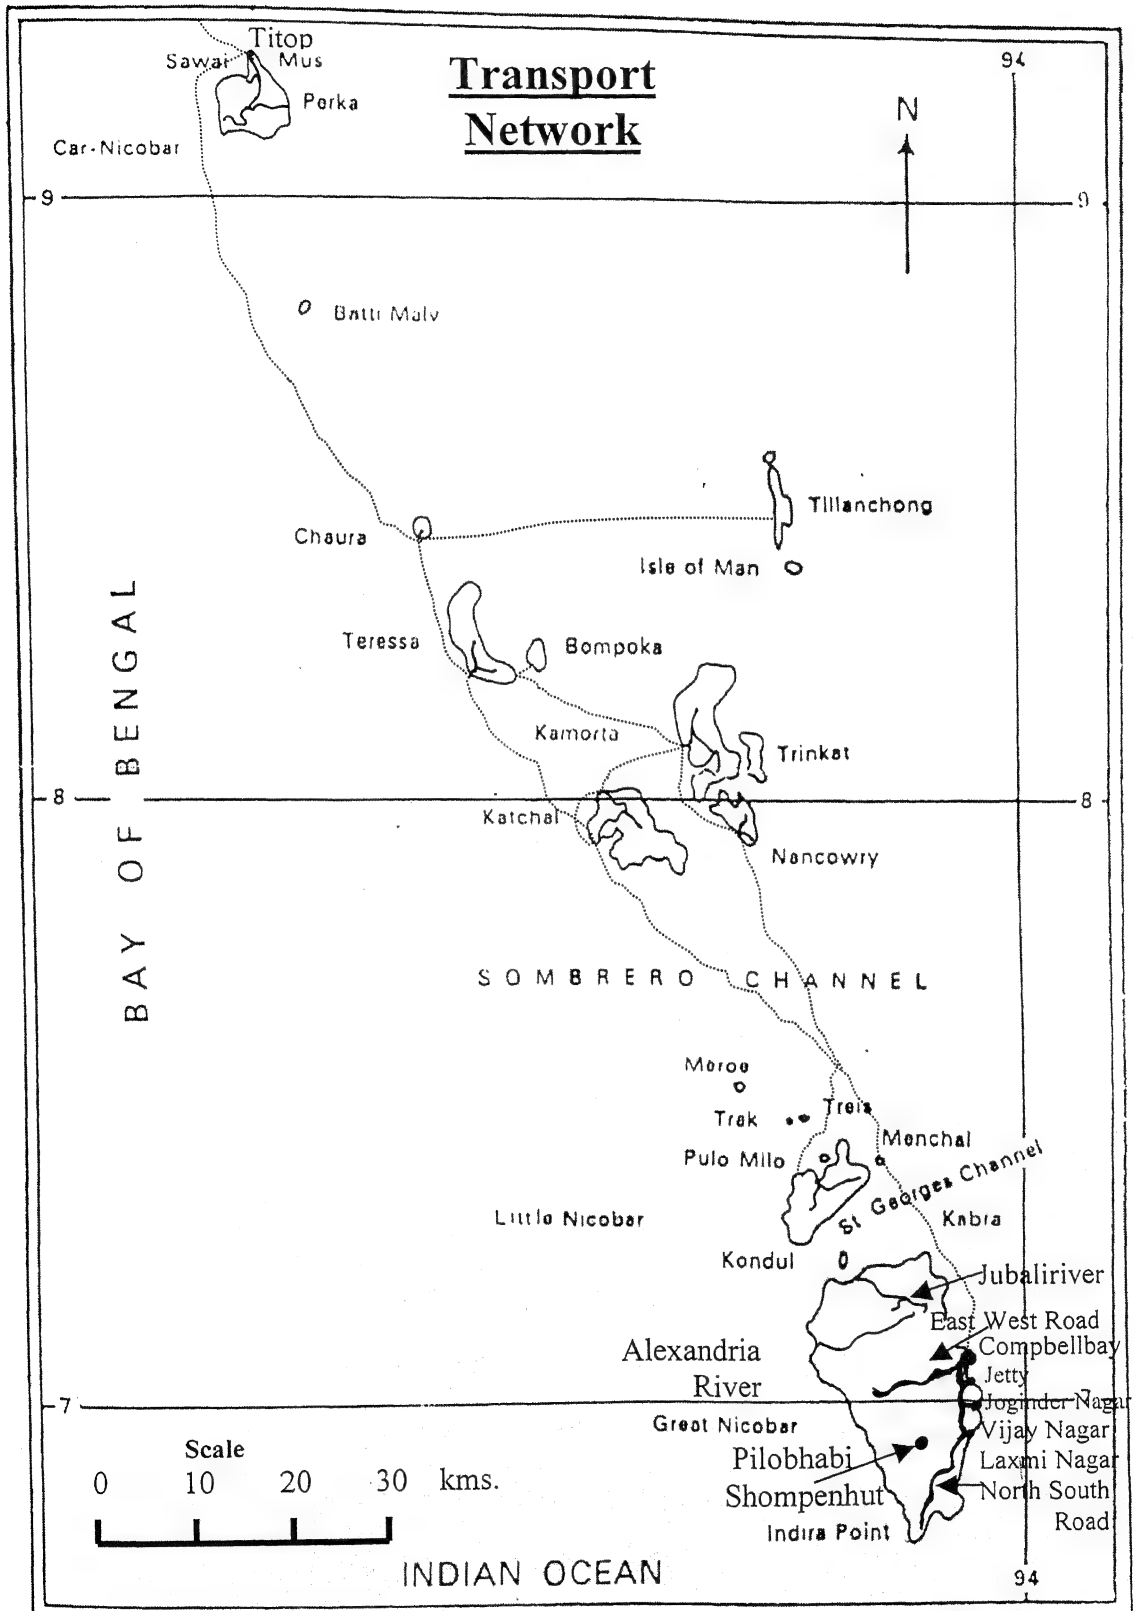 Titop
Sawai Mus
Transport
Network
94
Perka
N
Car-Nicobar
9 9
Batti Malv
Tillanchong
Chaura
Isle of Man
Teressa
Bompoka
BAY OF BENGAL
Kamorta
Trinkat
8 8
Katchal
Nancowry
SOMBRERO CHANNEL
Meroe
Treis
Trak
Menchal
Pulo Milo
St Georges Channel
Little Nicobar
Kabra
Kondul
Jubaliriver
East West Road
Alexandria
River
Compbellbay
Jetty
7 7
Joginder Nagar
Great Nicobar
Vijay Nagar
Pilobhabi
Laxmi Nagar
Shompenhut
North South
Road
Indira Point
Scale
0 10 20 30 kms.
INDIAN OCEAN
94